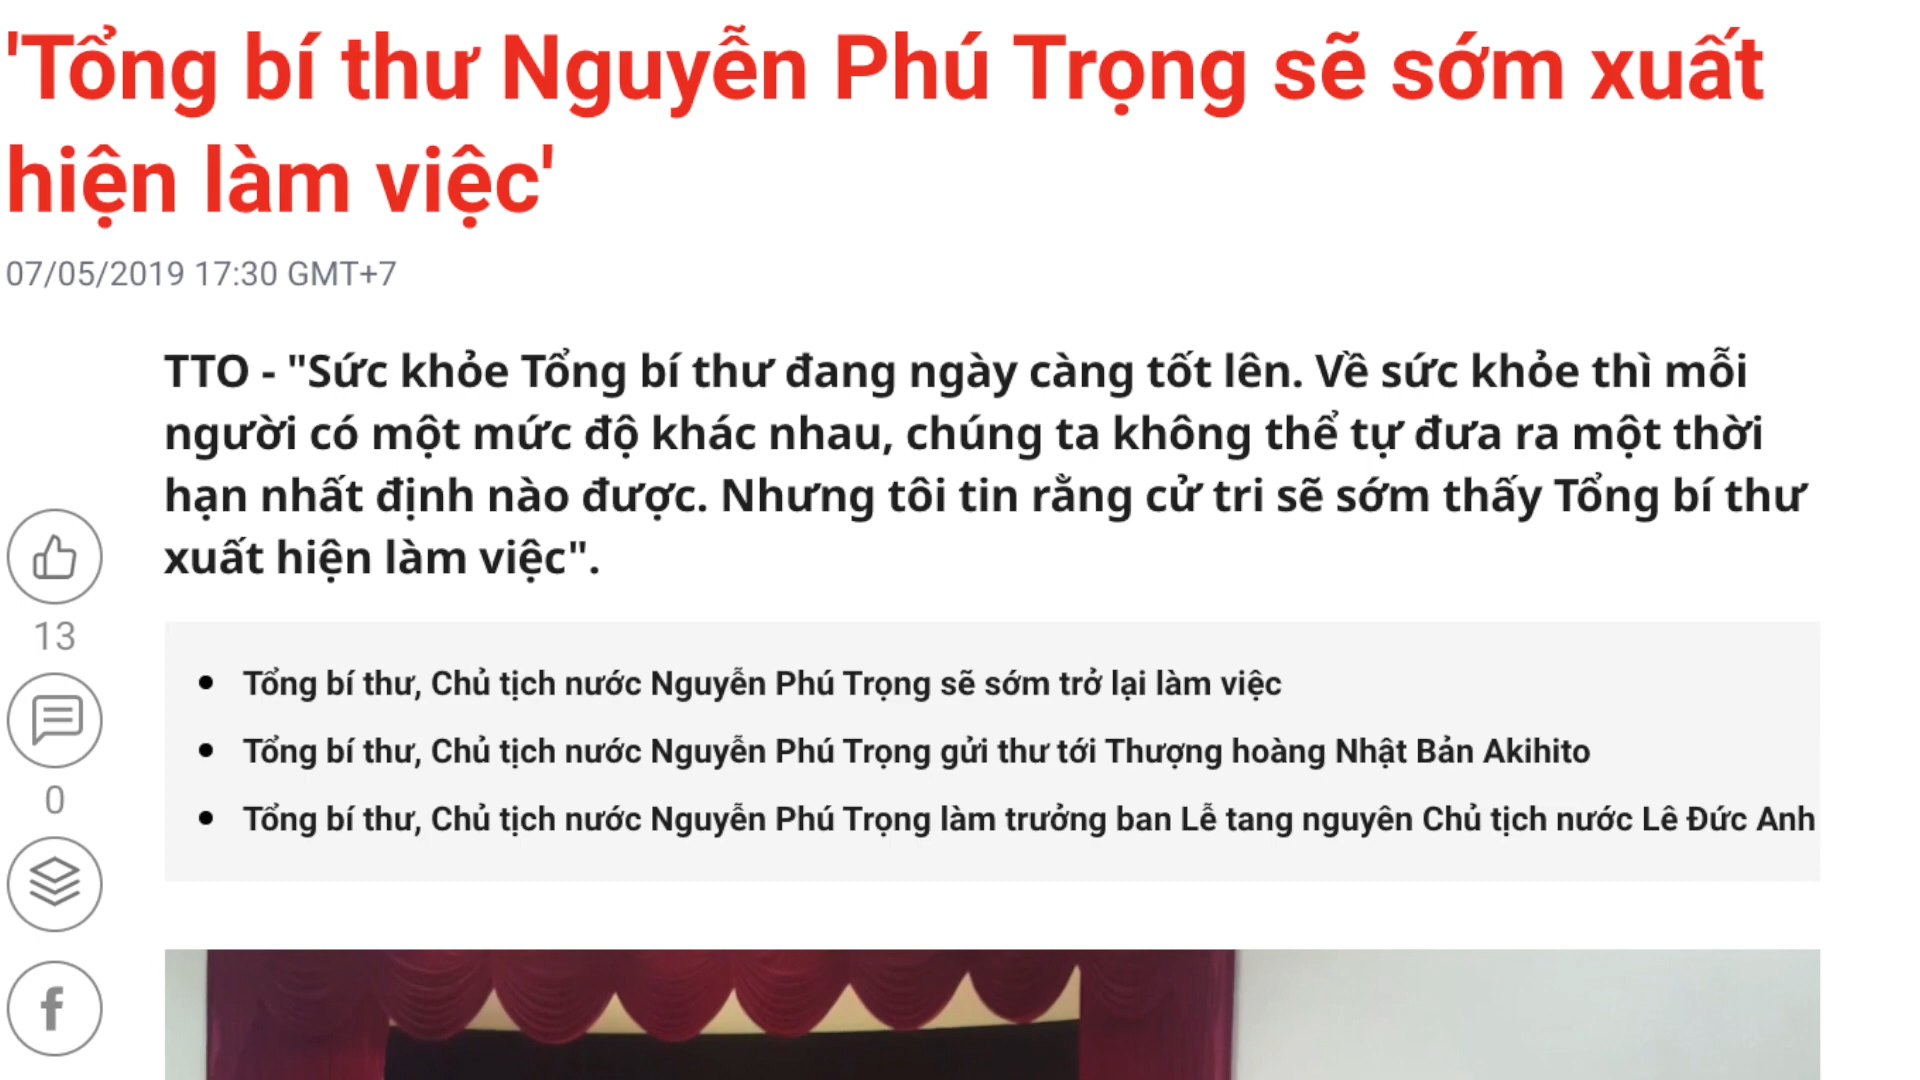 'Tổng bí thư Nguyễn Phú Trọng sẽ sớm xuất
hiện làm việc'
07/05/2019 17:30 GMT+7
TTO - "Sức khỏe Tổng bí thư đang ngày càng tốt lên. Về sức khỏe thì mỗi
người có một mức độ khác nhau, chúng ta không thể tự đưa ra một thời
hạn nhất định nào được. Nhưng tôi tin rằng cử tri sẽ sớm thấy Tổng bí thư
xuất hiện làm việc".
13
0
• Tổng bí thư, Chủ tịch nước Nguyễn Phú Trọng sẽ sớm trở lại làm việc
• Tổng bí thư, Chủ tịch nước Nguyễn Phú Trọng gửi thư tới Thượng hoàng Nhật Bản Akihito
• Tổng bí thư, Chủ tịch nước Nguyễn Phú Trọng làm trưởng ban Lễ tang nguyên Chủ tịch nước Lê Đức Anh